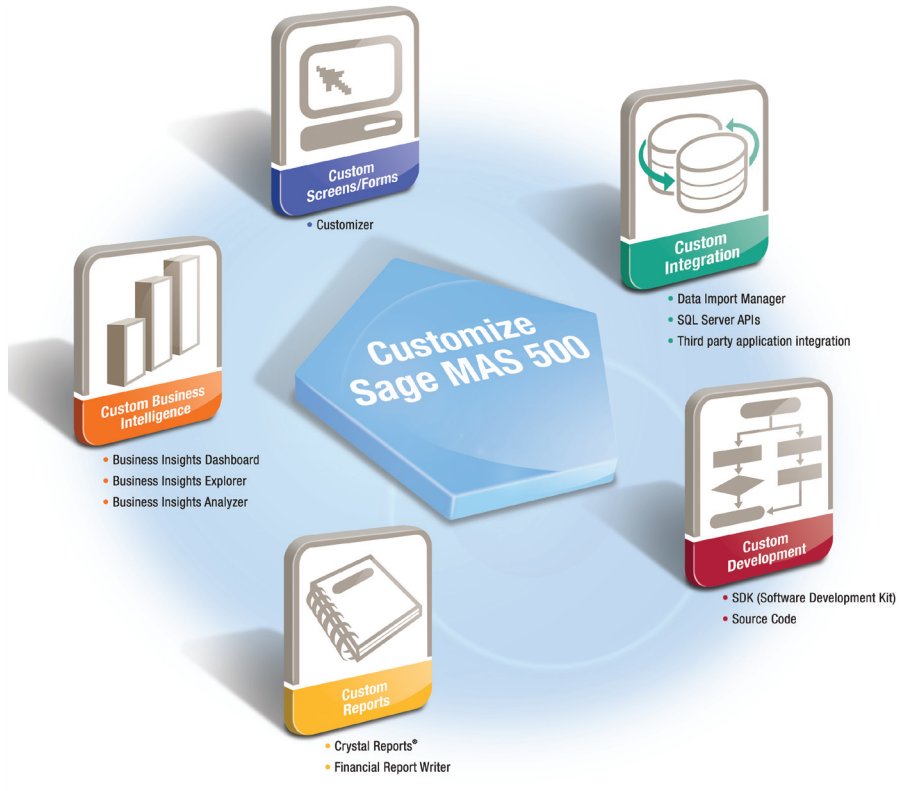 Custom
Screens/Forms
• Customizer
Custom
Integration
• Data Import Manager
• SQL Server APIs
• Third party application integration
Customize
Sage MAS 500
Custom Business
Intelligence
• Business Insights Dashboard
• Business Insights Explorer
• Business Insights Analyzer
Custom
Development
• SDK (Software Development Kit)
• Source Code
Custom
Reports
• Crystal Reports®
• Financial Report Writer